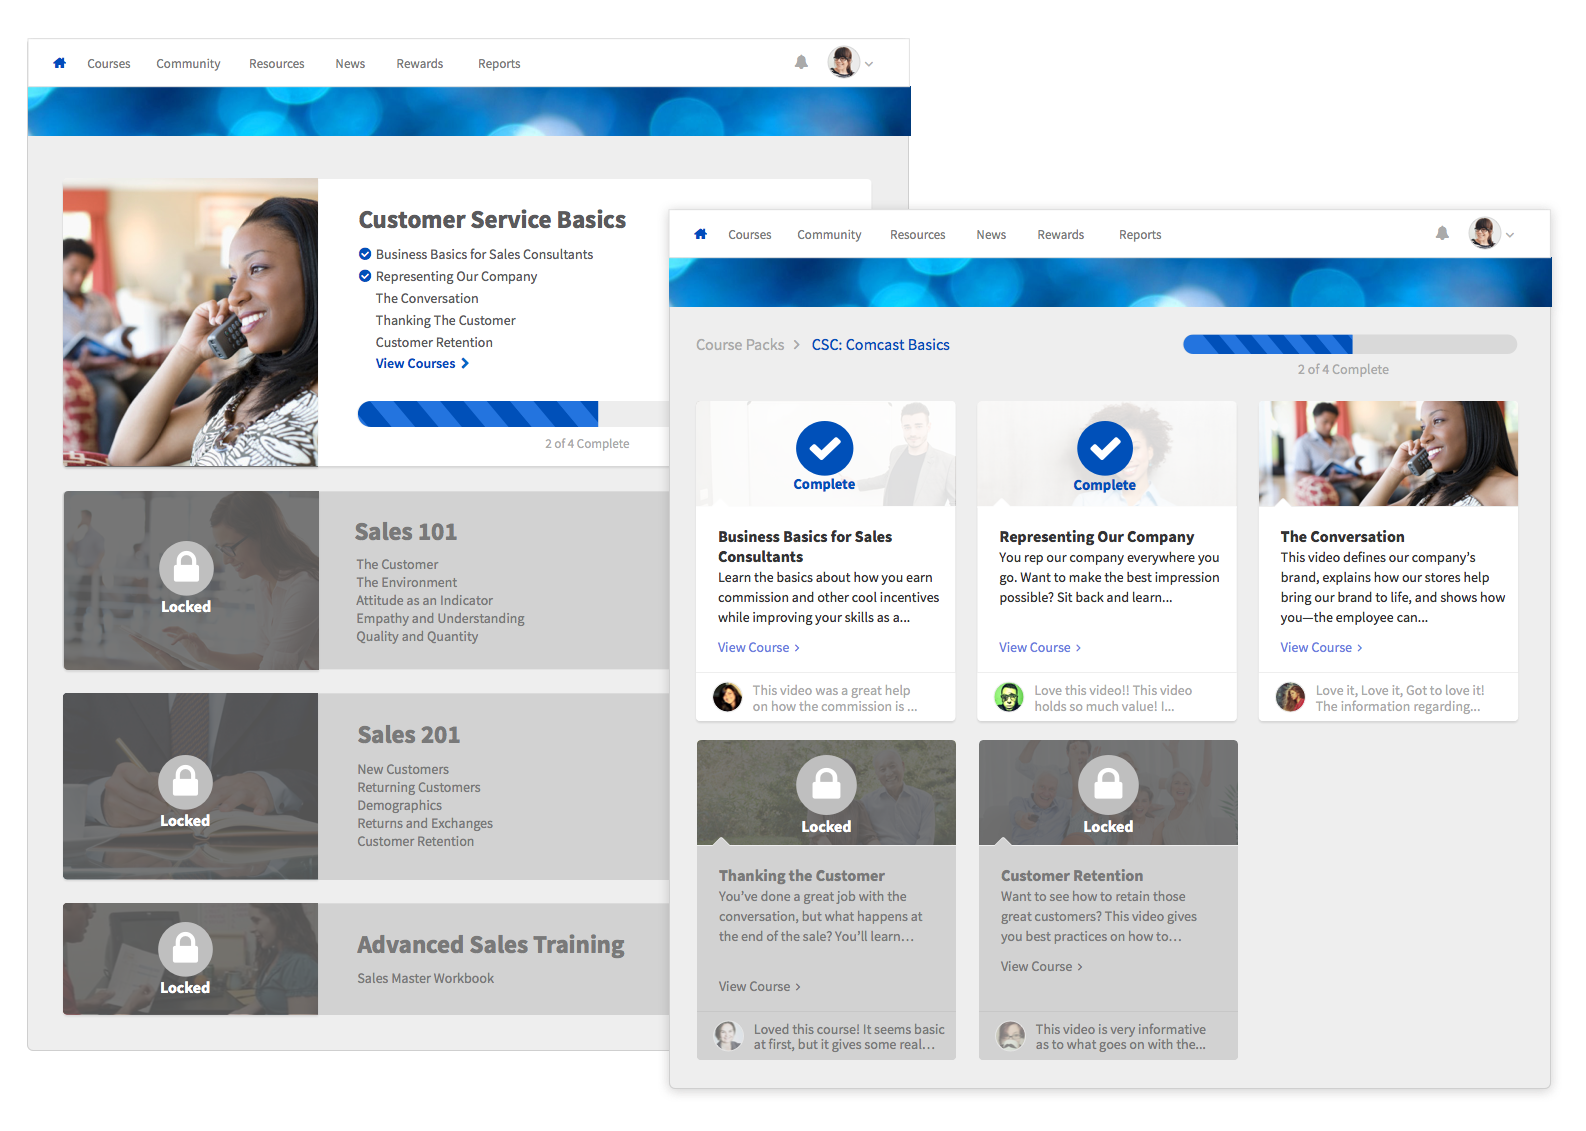 Courses Community Resources News Rewards Reports
Customer Service Basics
Business Basics for Sales Consultants
Representing Our Company
The Conversation
Thanking The Customer
Customer Retention
View Courses
2 of 4 Complete
Locked
Sales 101
The Customer
The Environment
Attitude as an Indicator
Empathy and Understanding
Quality and Quantity
Locked
Sales 201
New Customers
Returning Customers
Demographics
Returns and Exchanges
Customer Retention
Locked
Advanced Sales Training
Sales Master Workbook
Courses Community Resources News Rewards Reports
Course Packs > CSC: Comcast Basics
2 of 4 Complete
Complete
Business Basics for Sales
Consultants
Learn the basics about how you earn
commission and other cool incentives
while improving your skills as a...
View Course >
This video was a great help
on how the commission is ...
Complete
Representing Our Company
You rep our company everywhere you
go. Want to make the best impression
possible? Sit back and learn...
View Course >
Love this video!! This video
holds so much value! I...
The Conversation
This video defines our company's
brand, explains how our stores help
bring our brand to life, and shows how
you—the employee can...
View Course >
Love it, Love it, Got to love it!
The information regarding...
Locked
Thanking the Customer
You've done a great job with the
conversation, but what happens at
the end of the sale? You'll learn...
View Course >
Loved this course! It seems basic
at first, but it gives some real...
Locked
Customer Retention
Want to see how to retain those
great customers? This video gives
you best practices on how to...
View Course >
This video is very informative
as to what goes on with the...